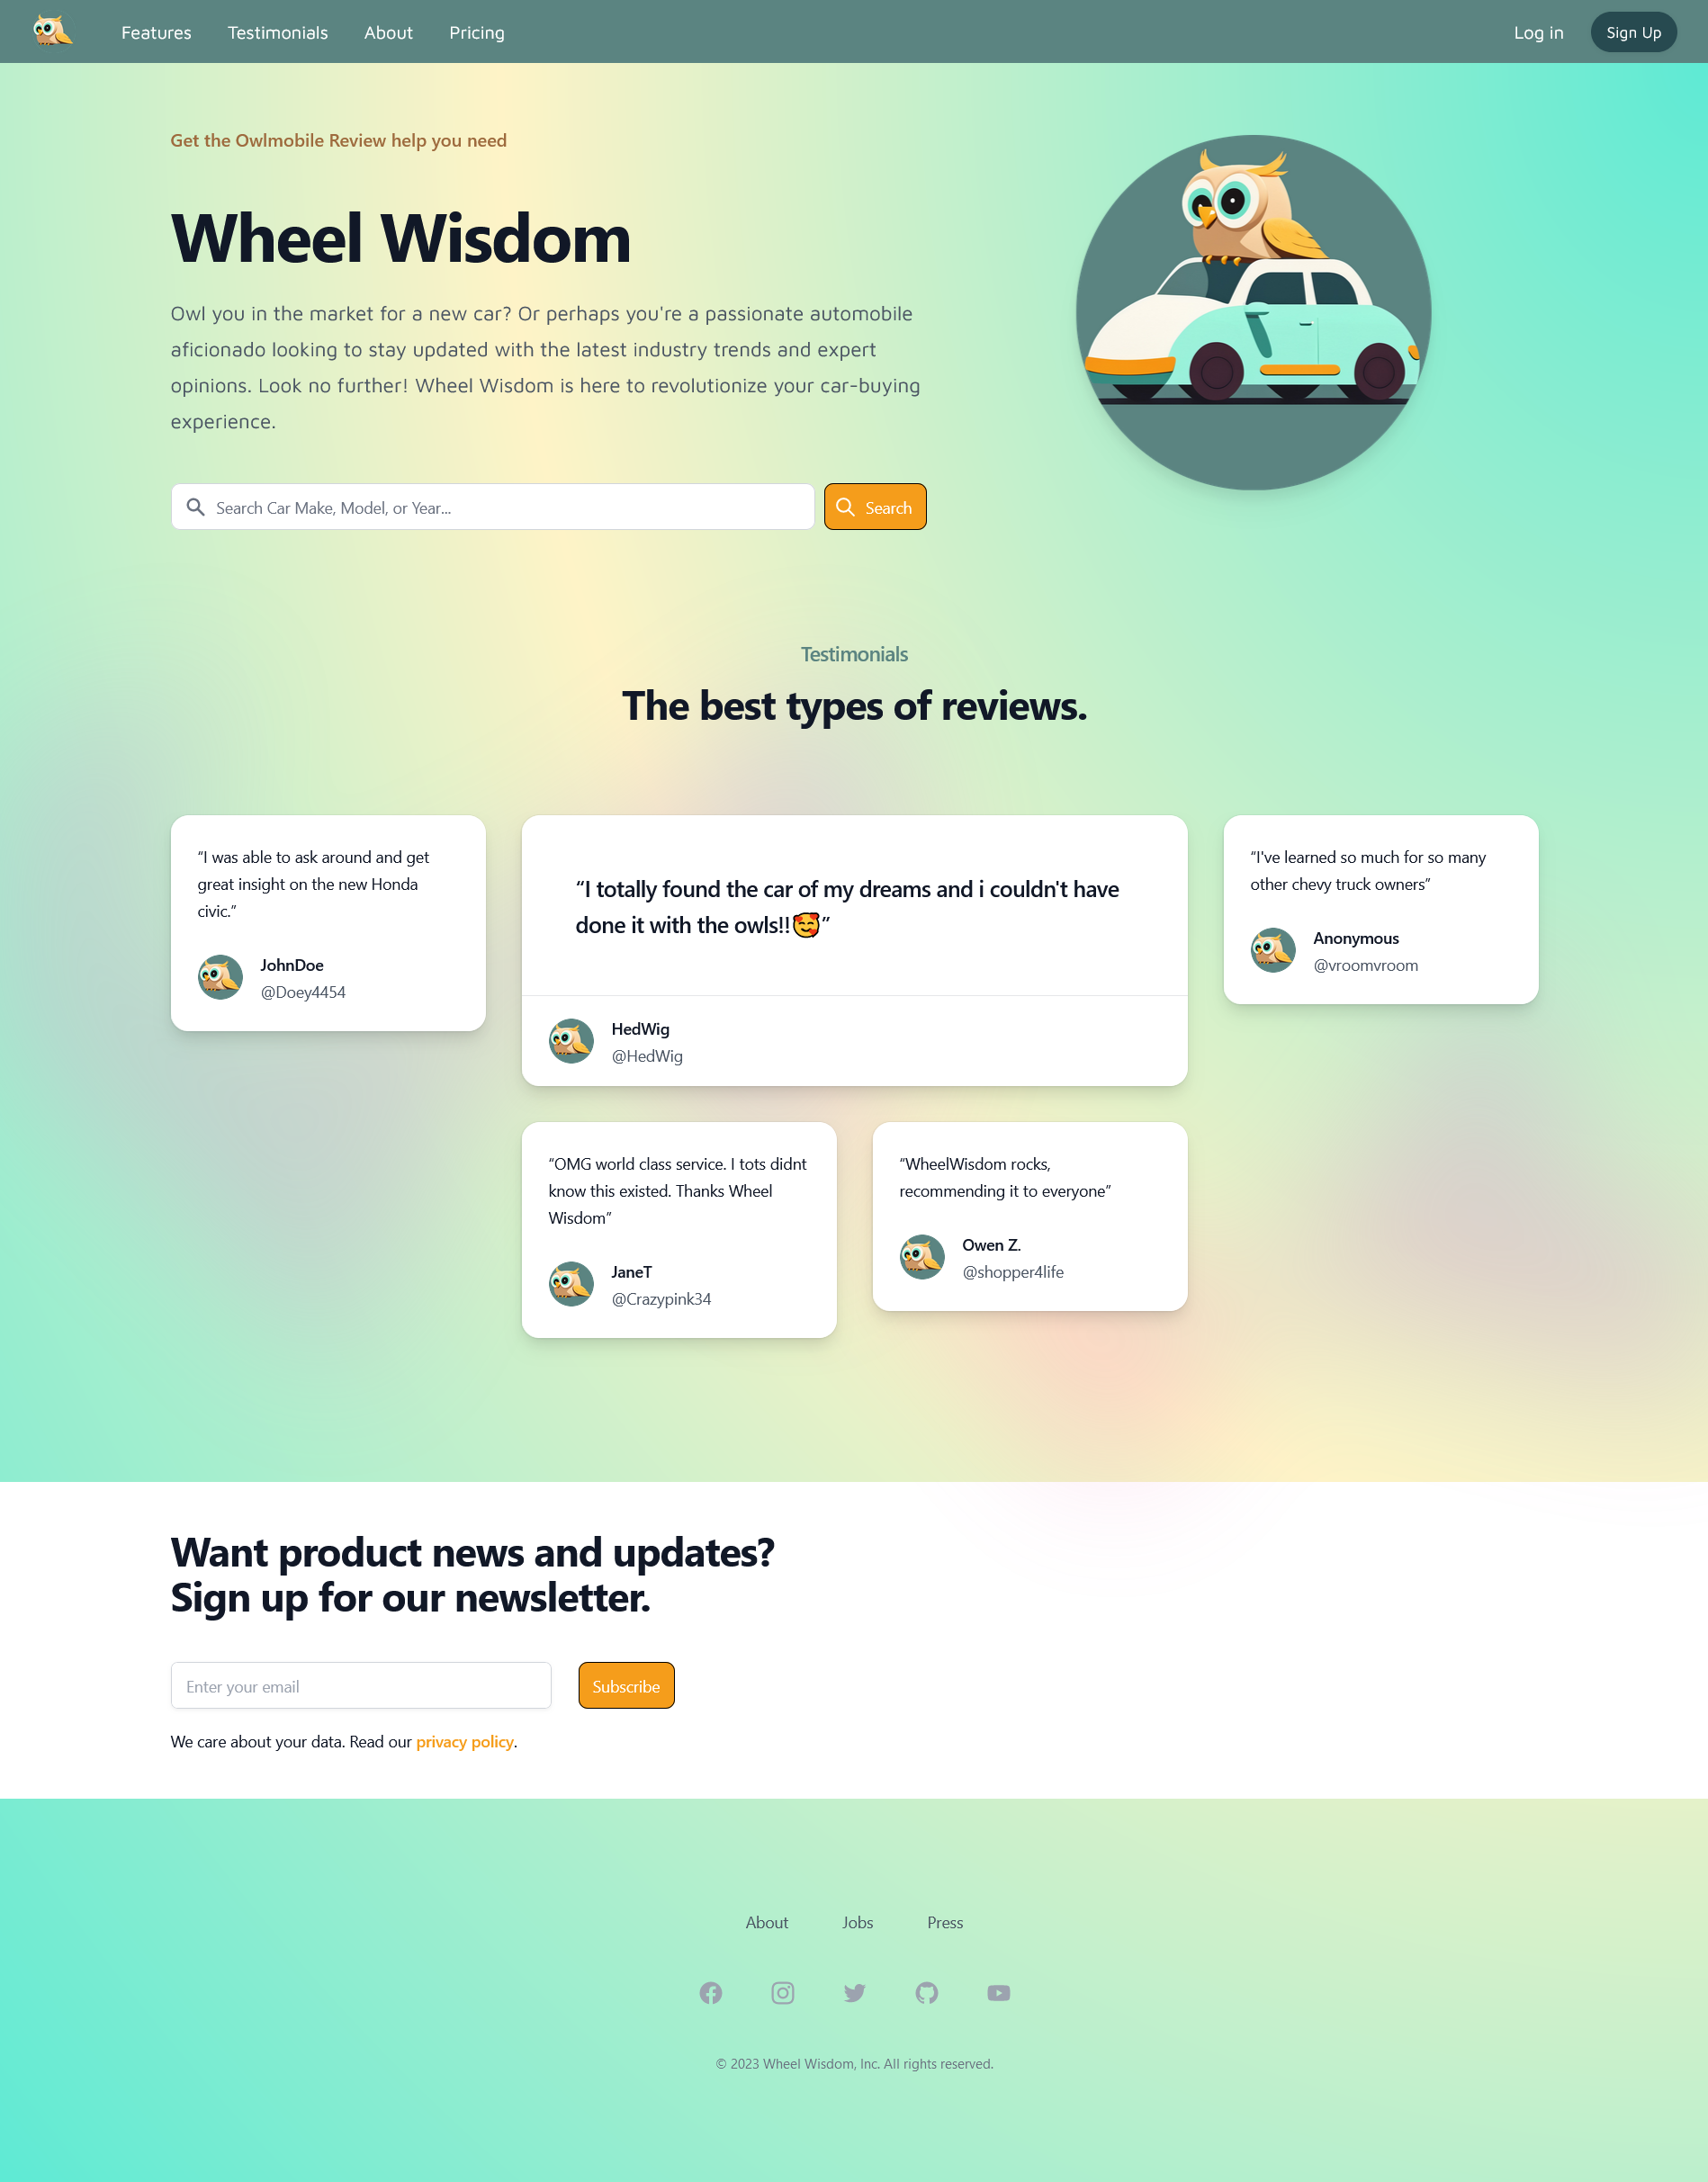 Features Testimonials About Pricing Log in Sign Up
Get the Owlmobile Review help you need
Wheel Wisdom
Owl you in the market for a new car? Or perhaps you're a passionate automobile
aficionado looking to stay updated with the latest industry trends and expert
opinions. Look no further! Wheel Wisdom is here to revolutionize your car-buying
experience.
Search Car Make, Model, or Year... Search
Testimonials
The best types of reviews.
“I was able to ask around and get
great insight on the new Honda
civic.”
JohnDoe
@Doey4454
“I totally found the car of my dreams and i couldn't have
done it with the owls!!🥰”
HedWig
@HedWig
“I've learned so much for so many
other chevy truck owners”
Anonymous
@vroomvroom
“OMG world class service. I tots didnt
know this existed. Thanks Wheel
Wisdom”
JaneT
@Crazypink34
“WheelWisdom rocks,
recommending it to everyone”
Owen Z.
@shopper4life
Want product news and updates?
Sign up for our newsletter.
Enter your email Subscribe
We care about your data. Read our privacy policy.
About Jobs Press
© 2023 Wheel Wisdom, Inc. All rights reserved.